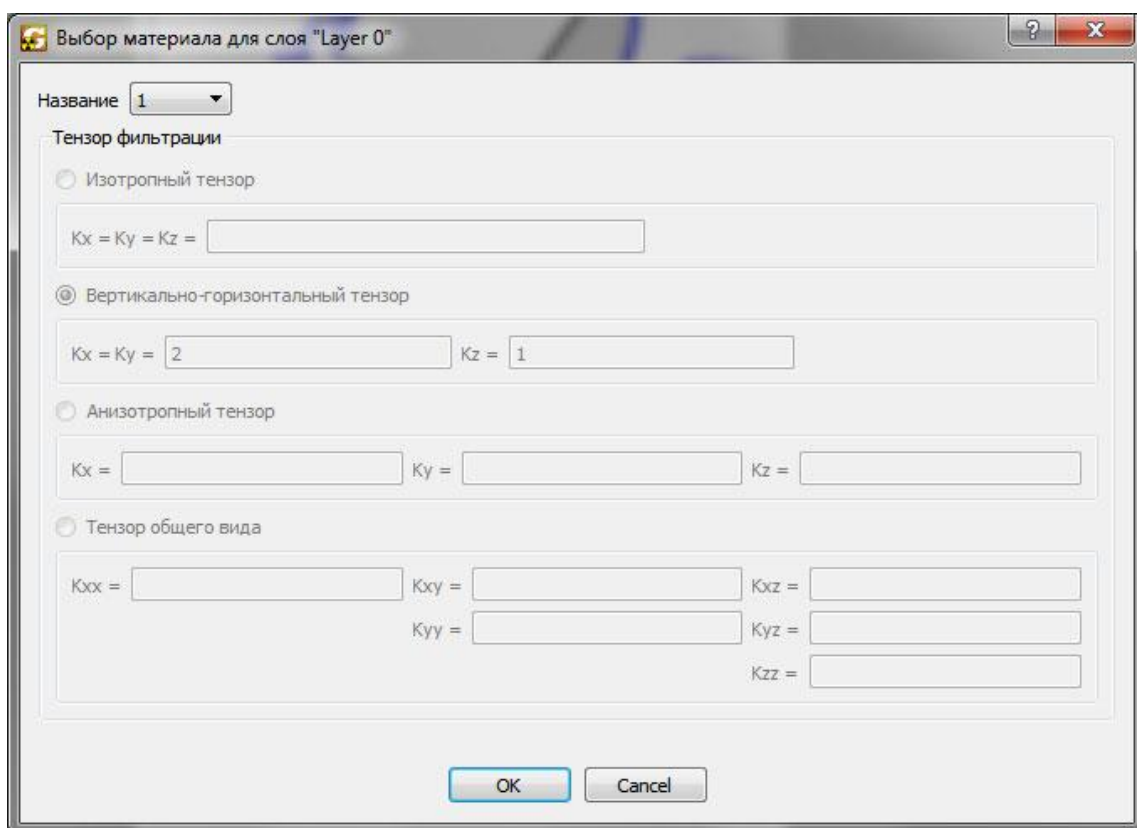 Выбор материала для слоя "Layer 0"
Название 1
Тензор фильтрации
Изотропный тензор
Kx = Ky = Kz =
Вертикально-горизонтальный тензор
Kx = Ky = 2 Kz = 1
Анизотропный тензор
Kx = Ky = Kz =
Тензор общего вида
Kxx = Kxy = Kxz =
Kyy = Kyz =
Kzz =
OK Cancel